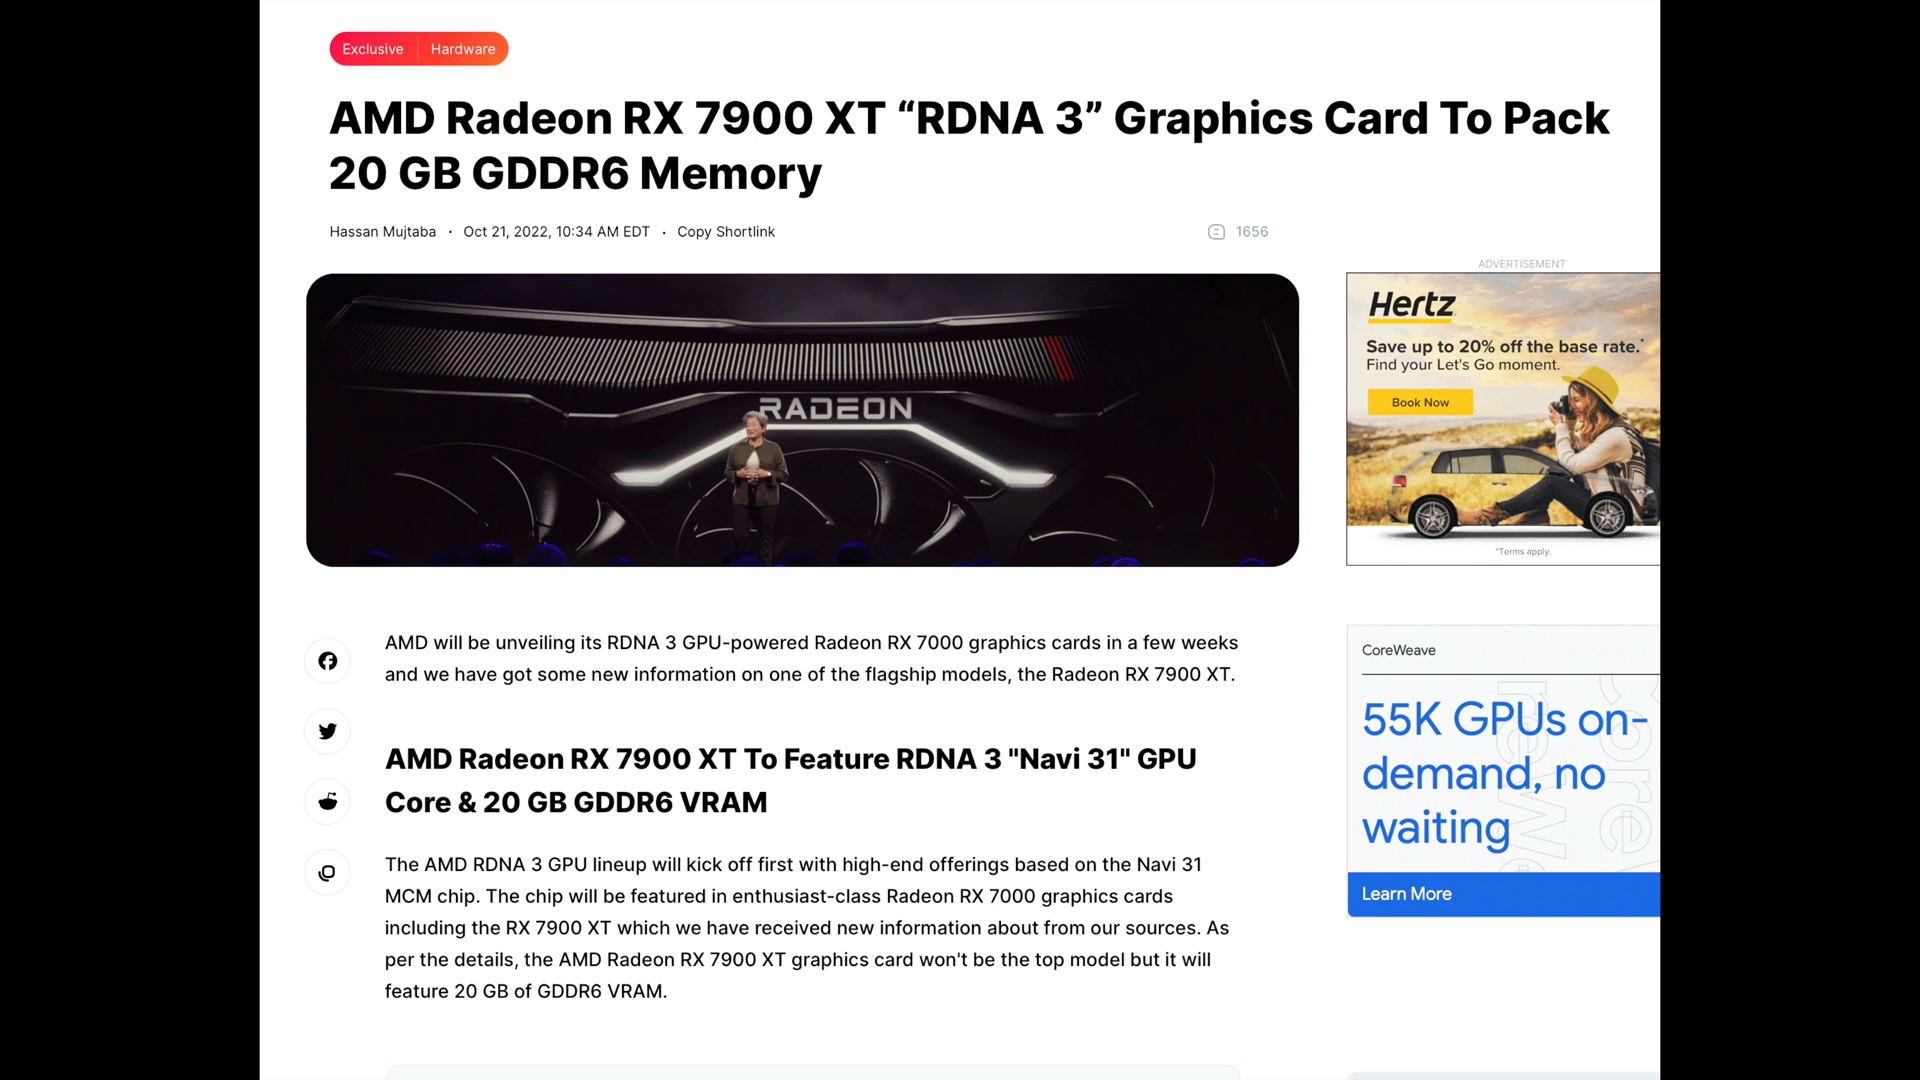 Exclusive
Hardware
AMD Radeon RX 7900 XT “RDNA 3” Graphics Card To Pack
20 GB GDDR6 Memory
Hassan Mujtaba • Oct 21, 2022, 10:34 AM EDT • Copy Shortlink
1656
RADEON
ADVERTISEMENT
Hertz
Save up to 20% off the base rate.*
Find your Let's Go moment.
Book Now
*Terms apply.
AMD will be unveiling its RDNA 3 GPU-powered Radeon RX 7000 graphics cards in a few weeks
and we have got some new information on one of the flagship models, the Radeon RX 7900 XT.
AMD Radeon RX 7900 XT To Feature RDNA 3 "Navi 31" GPU
Core & 20 GB GDDR6 VRAM
The AMD RDNA 3 GPU lineup will kick off first with high-end offerings based on the Navi 31
MCM chip. The chip will be featured in enthusiast-class Radeon RX 7000 graphics cards
including the RX 7900 XT which we have received new information about from our sources. As
per the details, the AMD Radeon RX 7900 XT graphics card won't be the top model but it will
feature 20 GB of GDDR6 VRAM.
CoreWeave
55K GPUs on-
demand, no
waiting
Learn More